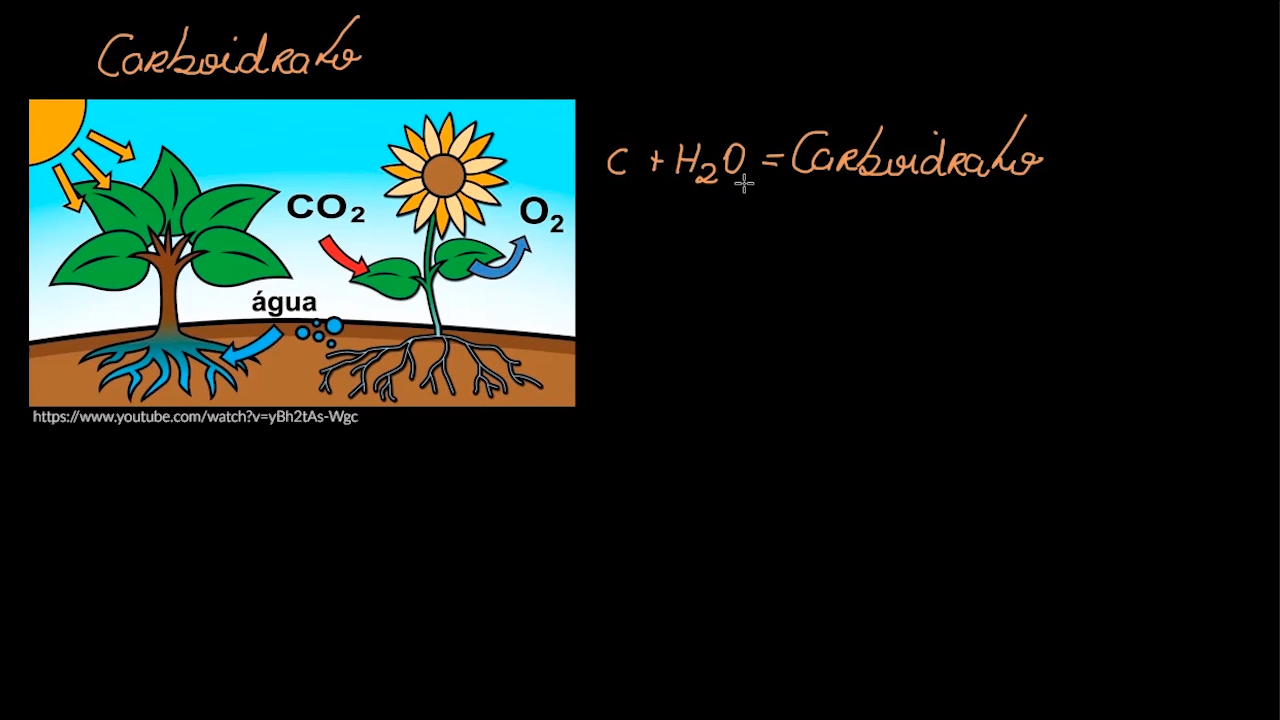 Carboidrato
C + H₂O = Carboidrato
CO₂
O₂
água
https://www.youtube.com/watch?v=yBh2tAs-Wgc